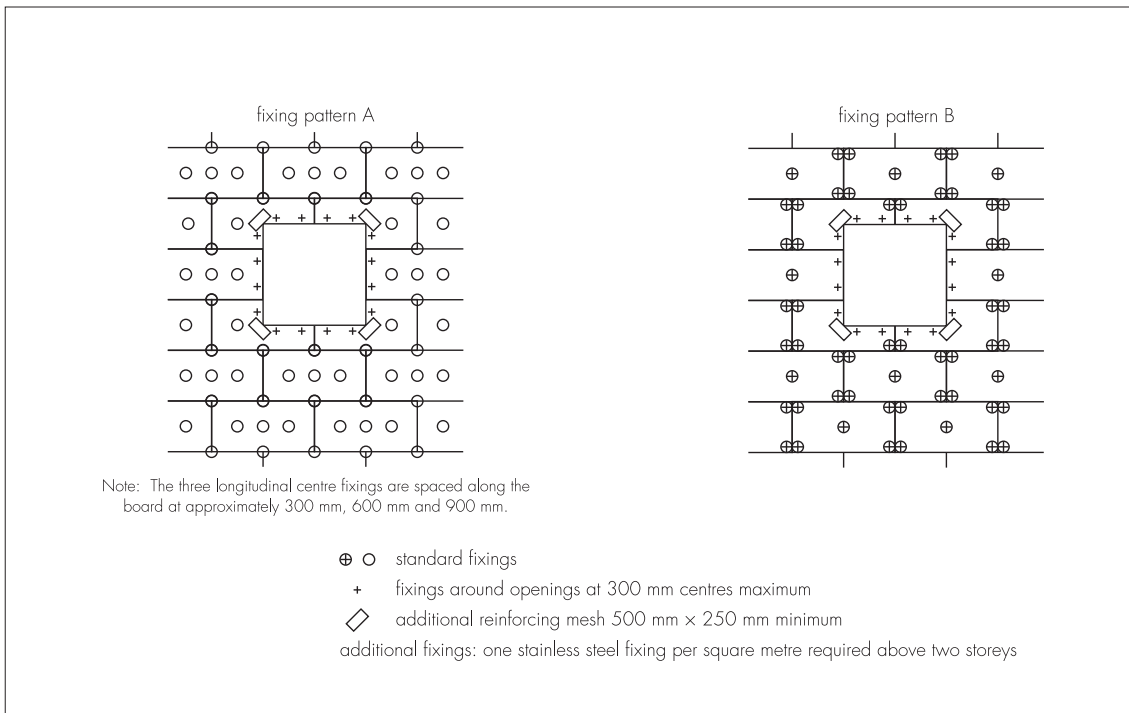 fixing pattern A
fixing pattern B
Note: The three longitudinal centre fixings are spaced along the
board at approximately 300 mm, 600 mm and 900 mm.
standard fixings
fixings around openings at 300 mm centres maximum
additional reinforcing mesh 500 mm × 250 mm minimum
additional fixings: one stainless steel fixing per square metre required above two storeys